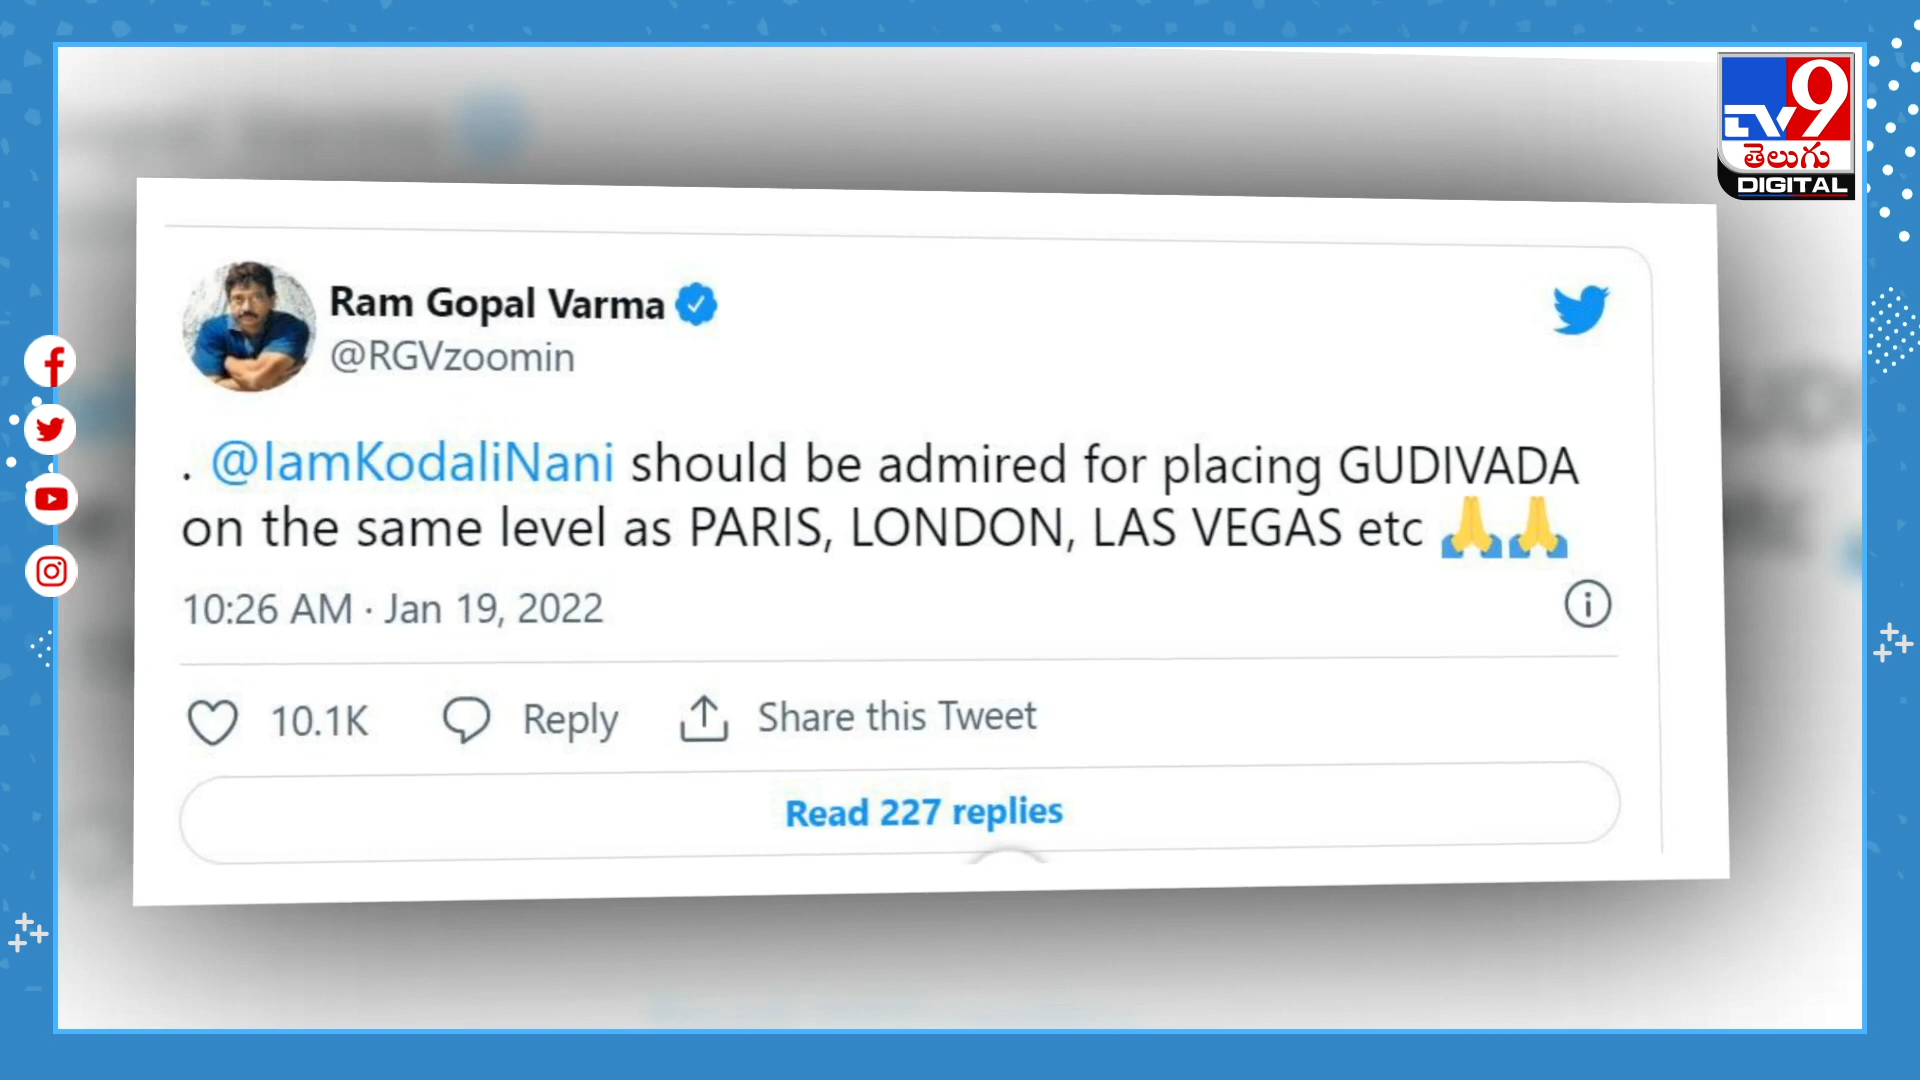 TV9
తెలుగు
DIGITAL
Ram Gopal Varma
@RGVzoomin
. @IamKodaliNani should be admired for placing GUDIVADA
on the same level as PARIS, LONDON, LAS VEGAS etc 🙏🙏
10:26 AM · Jan 19, 2022
10.1K Reply Share this Tweet
Read 227 replies